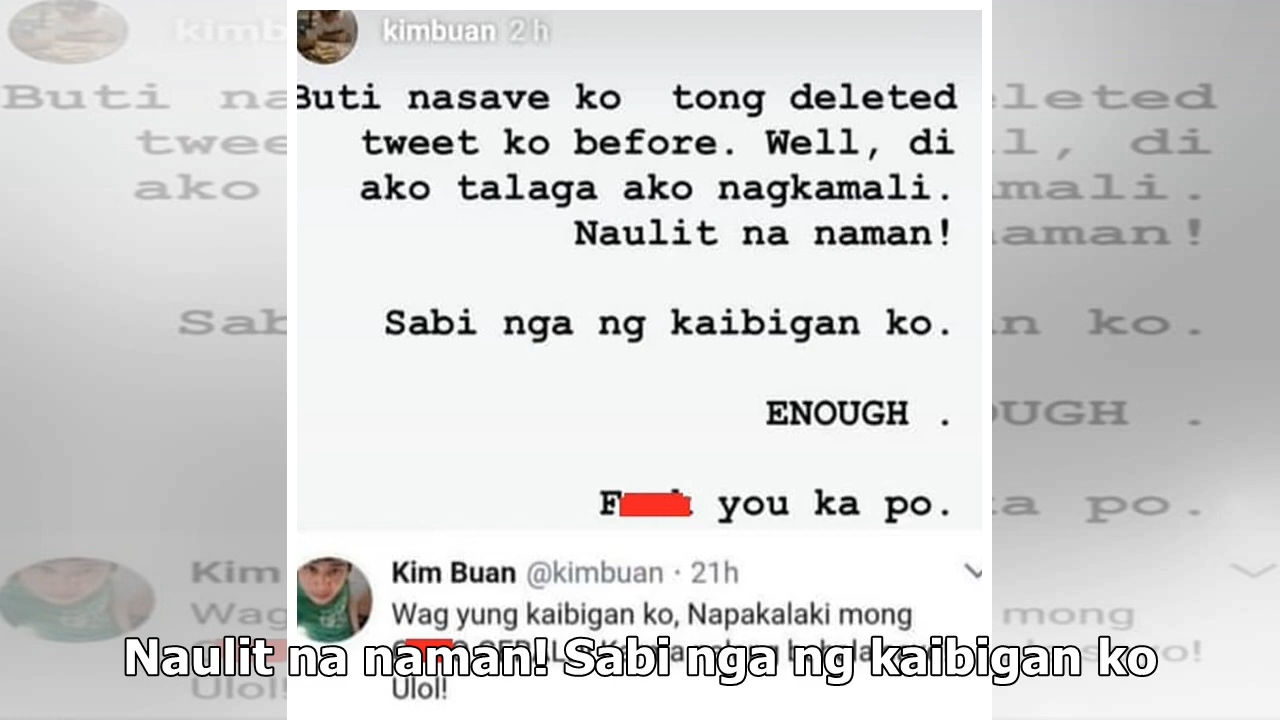 kimbuan 2 h
Buti nasave ko tong deleted
tweet ko before. Well, di
ako talaga ako nagkamali.
Naulit na naman!
Sabi nga ng kaibigan ko.
ENOUGH .
F k you ka po.
Kim Buan @kimbuan · 21h
Wag yung kaibigan ko, Napakalaki mong
Ulol!
Naulit na naman! Sabi nga ng kaibigan ko